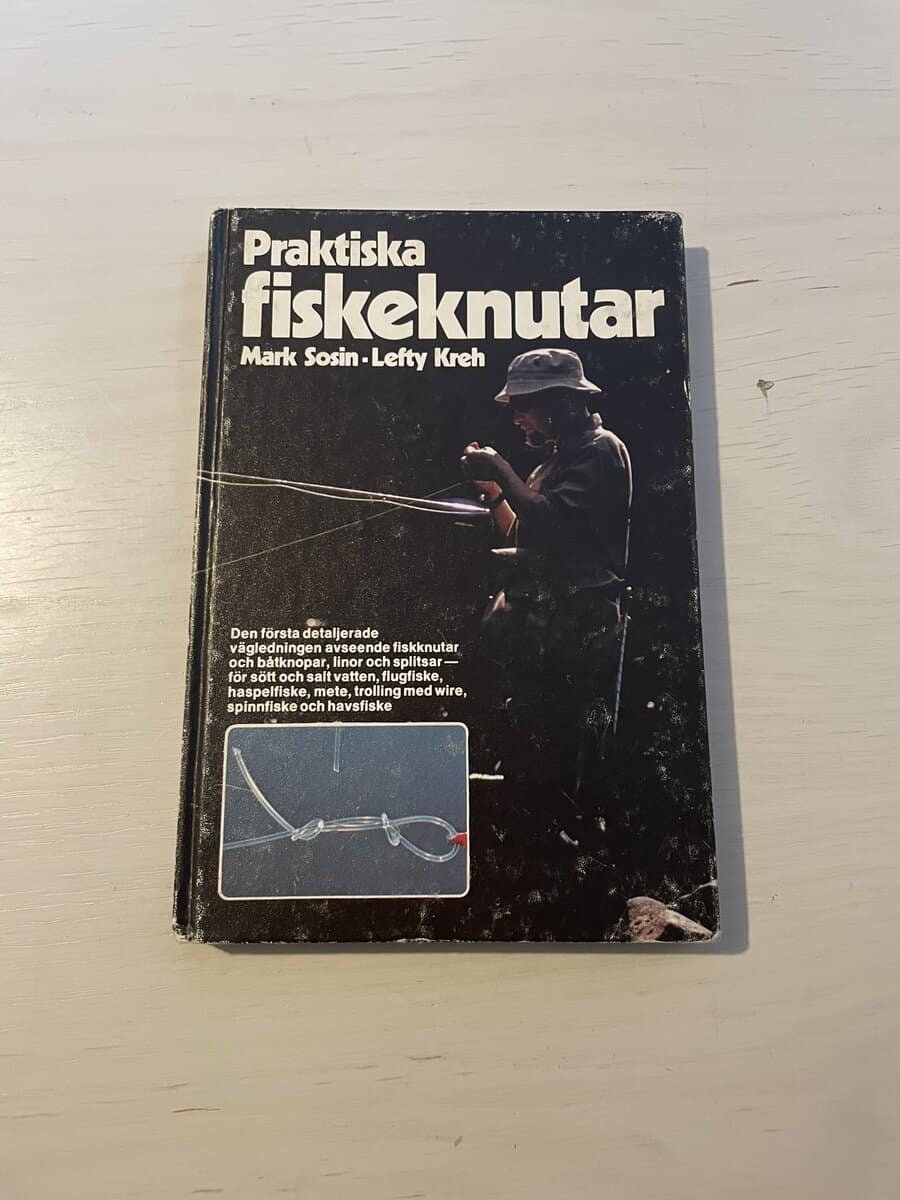 Praktiska
fiskeknutar
Mark Sosin • Lefty Kreh
Den första detaljerade
vägledningen avseende fiskknutar
och båtknopar, linor och splitsar —
för sött och salt vatten, flugfiske,
haspelfiske, mete, trolling med wire,
spinnfiske och havsfiske